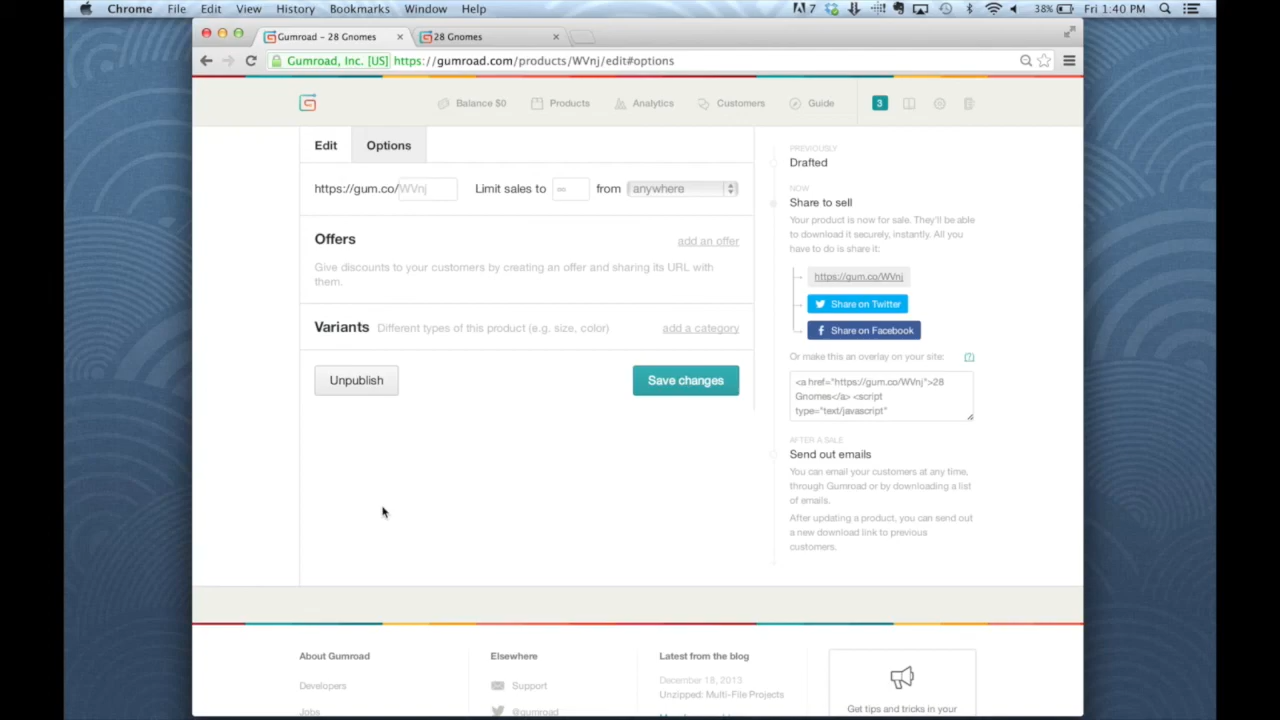 Chrome File Edit View History Bookmarks Window Help 7 38% Fri 1:40 PM
Gumroad – 28 Gnomes
28 Gnomes
Gumroad, Inc. [US] https://gumroad.com/products/WVnj/edit#options
Balance $0 Products Analytics Customers Guide 3
Edit Options
https://gum.co/WVnj Limit sales to ∞ from anywhere
Offers add an offer
Give discounts to your customers by creating an offer and sharing its URL with
them.
Variants Different types of this product (e.g. size, color) add a category
Unpublish Save changes
PREVIOUSLY
Drafted
NOW
Share to sell
Your product is now for sale. They'll be able
to download it securely, instantly. All you
have to do is share it:
https://gum.co/WVnj
Share on Twitter
Share on Facebook
Or make this an overlay on your site: (?)
<a href="https://gum.co/WVnj">28
Gnomes</a> <script
type="text/javascript"
AFTER A SALE
Send out emails
You can email your customers at any time,
through Gumroad or by downloading a list
of emails.
After updating a product, you can send out
a new download link to previous
customers.
About Gumroad
Developers
Jobs
Elsewhere
Support
@gumroad
Latest from the blog
December 18, 2013
Unzipped: Multi-File Projects
Get tips and tricks in your